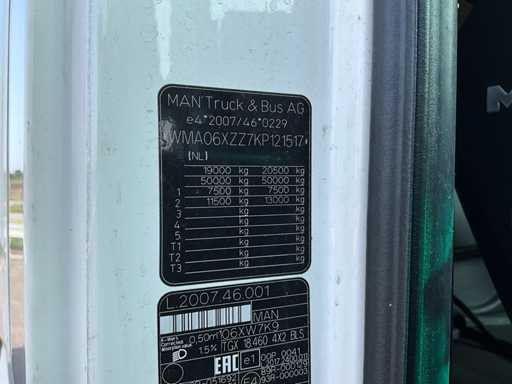 MAN Truck & Bus AG
e4*2007/46*0229
*WMA06XZZ7KP121517*
(NL)
19000 kg 20500 kg
50000 kg 50000 kg
1 7500 kg 7500 kg
2 11500 kg 13000 kg
3 kg kg
4 kg kg
5 kg kg
T1 kg kg
T2 kg kg
T3 kg kg
L.2007.46.001
MAN
0,50m 06XW7K9
1.5% TGX 18.460 4X2 BLS
EAC e1 00P 0041
M